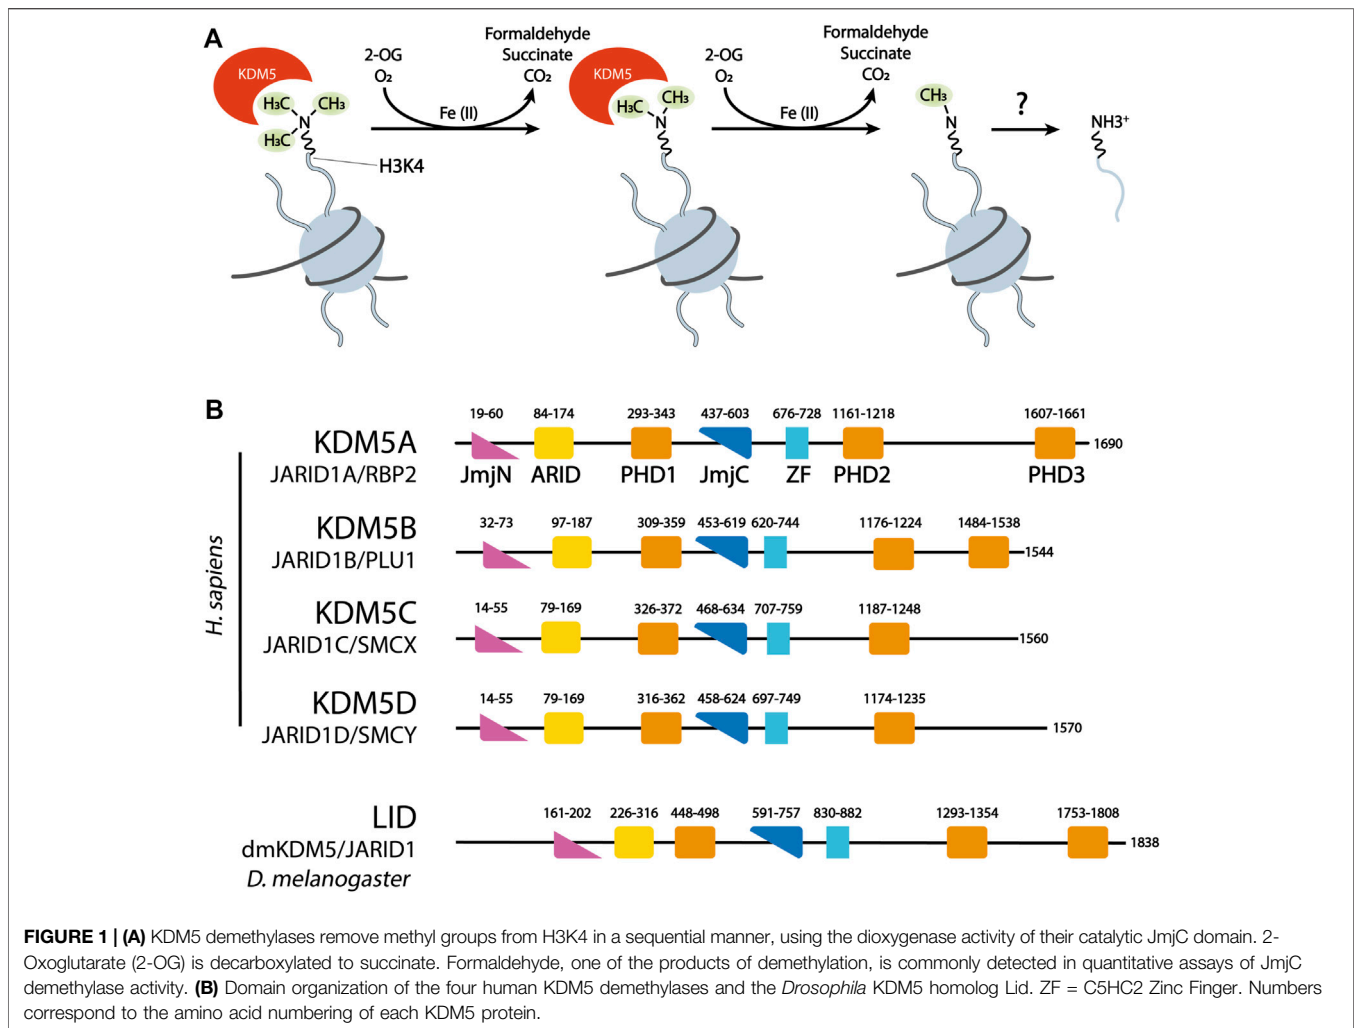 A
KDM5
H₃C
CH₃
N
H₃C
H3K4
2-OG
O₂
Fe (II)
Formaldehyde
Succinate
CO₂
KDM5
H₃C
CH₃
N
2-OG
O₂
Fe (II)
Formaldehyde
Succinate
CO₂
CH₃
N
?
NH3⁺
B
H. sapiens
19-60 84-174 293-343 437-603 676-728 1161-1218 1607-1661
KDM5A
1690
JARID1A/RBP2
JmjN ARID PHD1 JmjC ZF PHD2 PHD3
32-73 97-187 309-359 453-619 620-744 1176-1224 1484-1538
KDM5B
1544
JARID1B/PLU1
14-55 79-169 326-372 468-634 707-759 1187-1248
KDM5C
1560
JARID1C/SMCX
14-55 79-169 316-362 458-624 697-749 1174-1235
KDM5D
1570
JARID1D/SMCY
161-202 226-316 448-498 591-757 830-882 1293-1354 1753-1808
LID
1838
dmKDM5/JARID1
D. melanogaster
FIGURE 1 | (A) KDM5 demethylases remove methyl groups from H3K4 in a sequential manner, using the dioxygenase activity of their catalytic JmjC domain. 2-
Oxoglutarate (2-OG) is decarboxylated to succinate. Formaldehyde, one of the products of demethylation, is commonly detected in quantitative assays of JmjC
demethylase activity. (B) Domain organization of the four human KDM5 demethylases and the Drosophila KDM5 homolog Lid. ZF = C5HC2 Zinc Finger. Numbers
correspond to the amino acid numbering of each KDM5 protein.